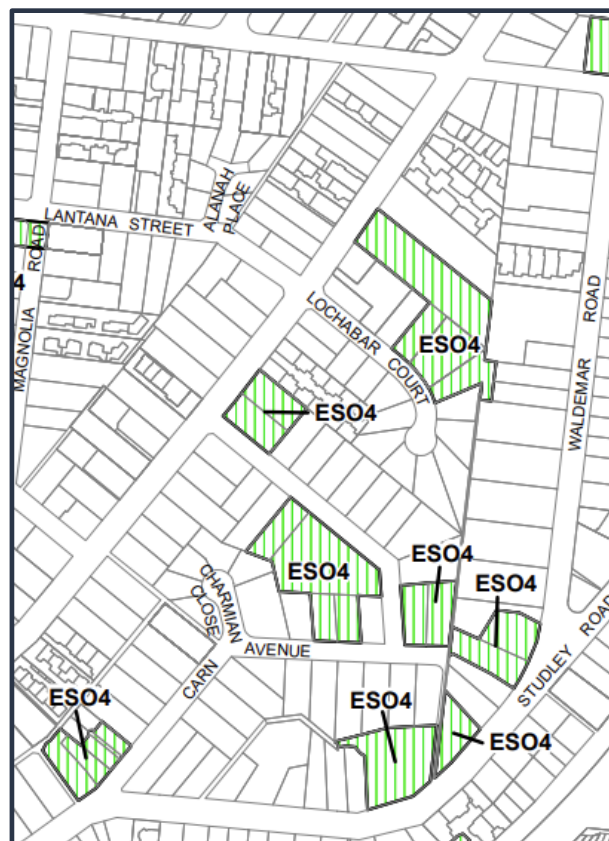 LANTANA STREET
ALANAH
PLACE
MAGNOLIA ROAD
4
LOCHABAR COURT
ESO4
WALDEMAR ROAD
ESO4
ESO4
ESO4
ESO4
CHARMIAN
CLOSE
CARN AVENUE
STUDLEY ROAD
ESO4
ESO4
ESO4